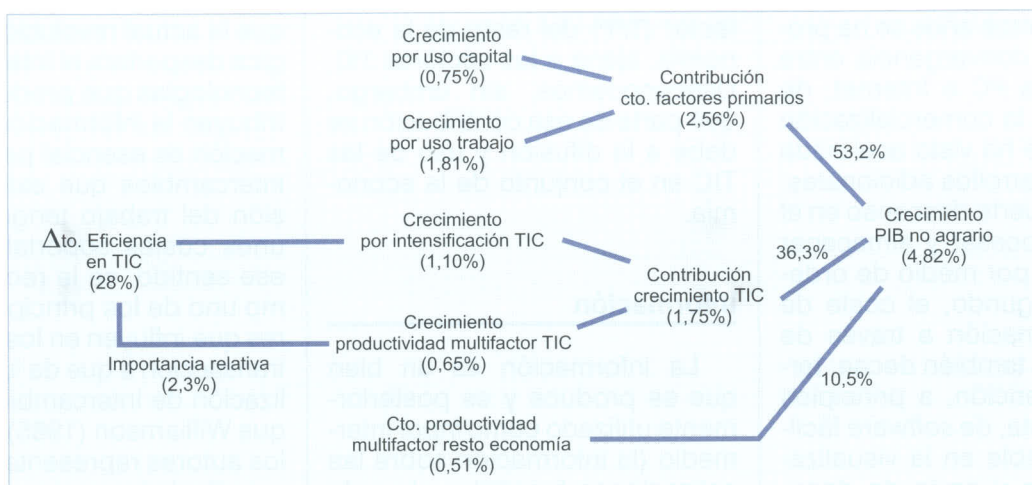 Crecimiento
por uso capital
(0,75%)
Contribución
cto. factores primarios
(2,56%)
Crecimiento
por uso trabajo
(1,81%)
53,2%
Crecimiento
por intensificación TIC
(1,10%)
Δto. Eficiencia
en TIC
(28%)
Crecimiento
PIB no agrario
(4,82%)
36,3%
Contribución
crecimiento TIC
(1,75%)
Crecimiento
productividad multifactor TIC
(0.65%)
Importancia relativa
(2,3%)
10,5%
Cto. productividad
multifactor resto economía
(0,51%)